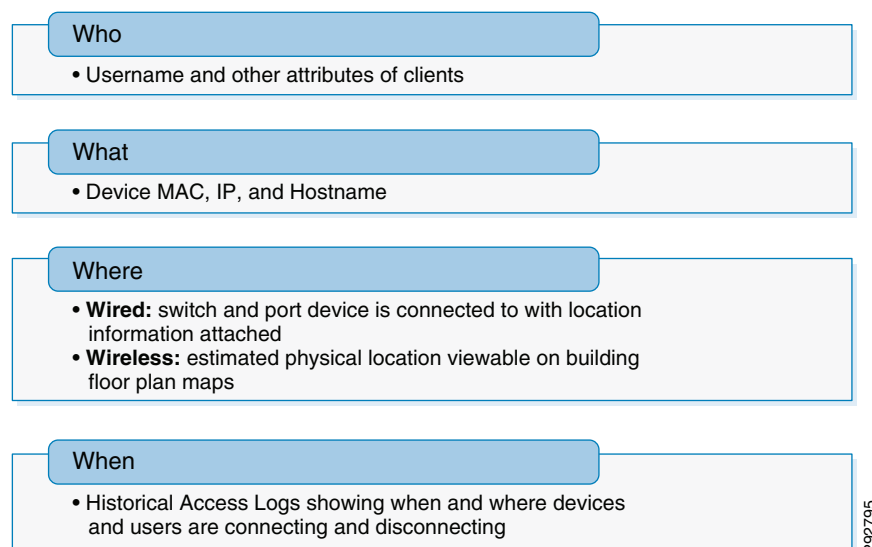 Who
• Username and other attributes of clients
What
• Device MAC, IP, and Hostname
Where
• Wired: switch and port device is connected to with location
information attached
• Wireless: estimated physical location viewable on building
floor plan maps
When
• Historical Access Logs showing when and where devices
and users are connecting and disconnecting
292795